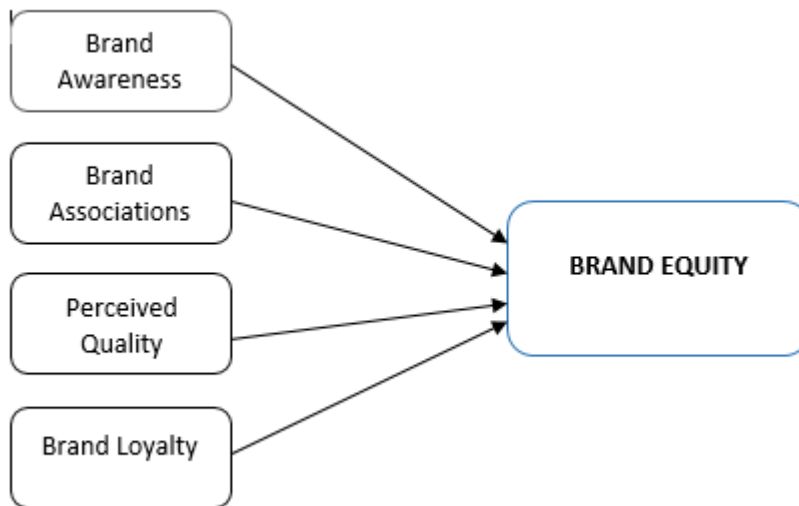 Brand
Awareness
Brand
Associations
Perceived
Quality
Brand Loyalty
BRAND EQUITY